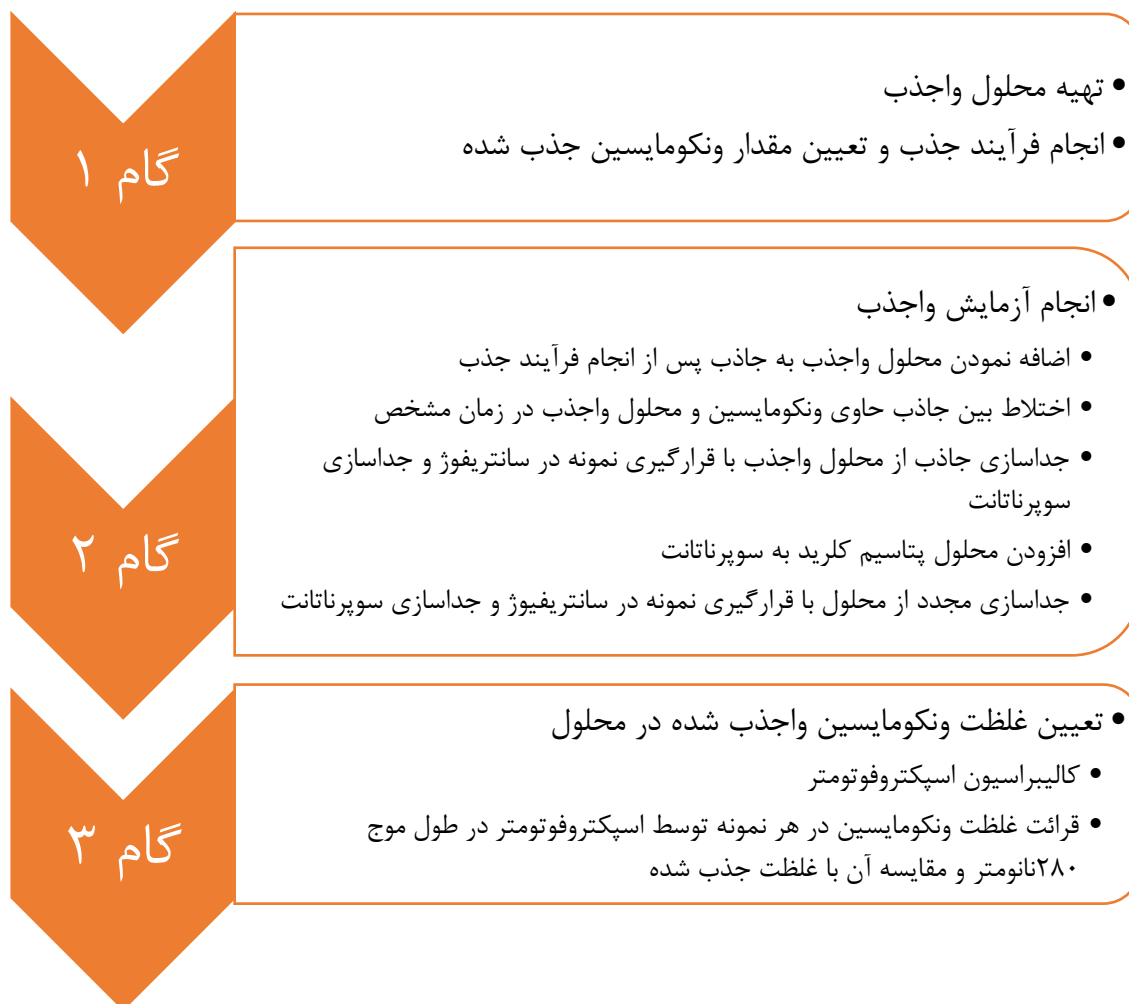 گام ۱
• تهیه محلول واجذب
• انجام فرآیند جذب و تعیین مقدار ونکومایسین جذب شده
گام ۲
• انجام آزمایش واجذب
• اضافه نمودن محلول واجذب به جاذب پس از انجام فرآیند جذب
• اختلاط بین جاذب حاوی ونکومایسین و محلول واجذب در زمان مشخص
• جداسازی جاذب از محلول واجذب با قرارگیری نمونه در سانتریفوژ و جداسازی
سوپرناتانت
• افزودن محلول پتاسیم کلرید به سوپرناتانت
• جداسازی مجدد از محلول با قرارگیری نمونه در سانتریفیوژ و جداسازی سوپرناتانت
گام ۳
• تعیین غلظت ونکومایسین واجذب شده در محلول
• کالیبراسیون اسپکتروفوتومتر
• قرائت غلظت ونکومایسین در هر نمونه توسط اسپکتروفوتومتر در طول موج
۲۸۰نانومتر و مقایسه آن با غلظت جذب شده